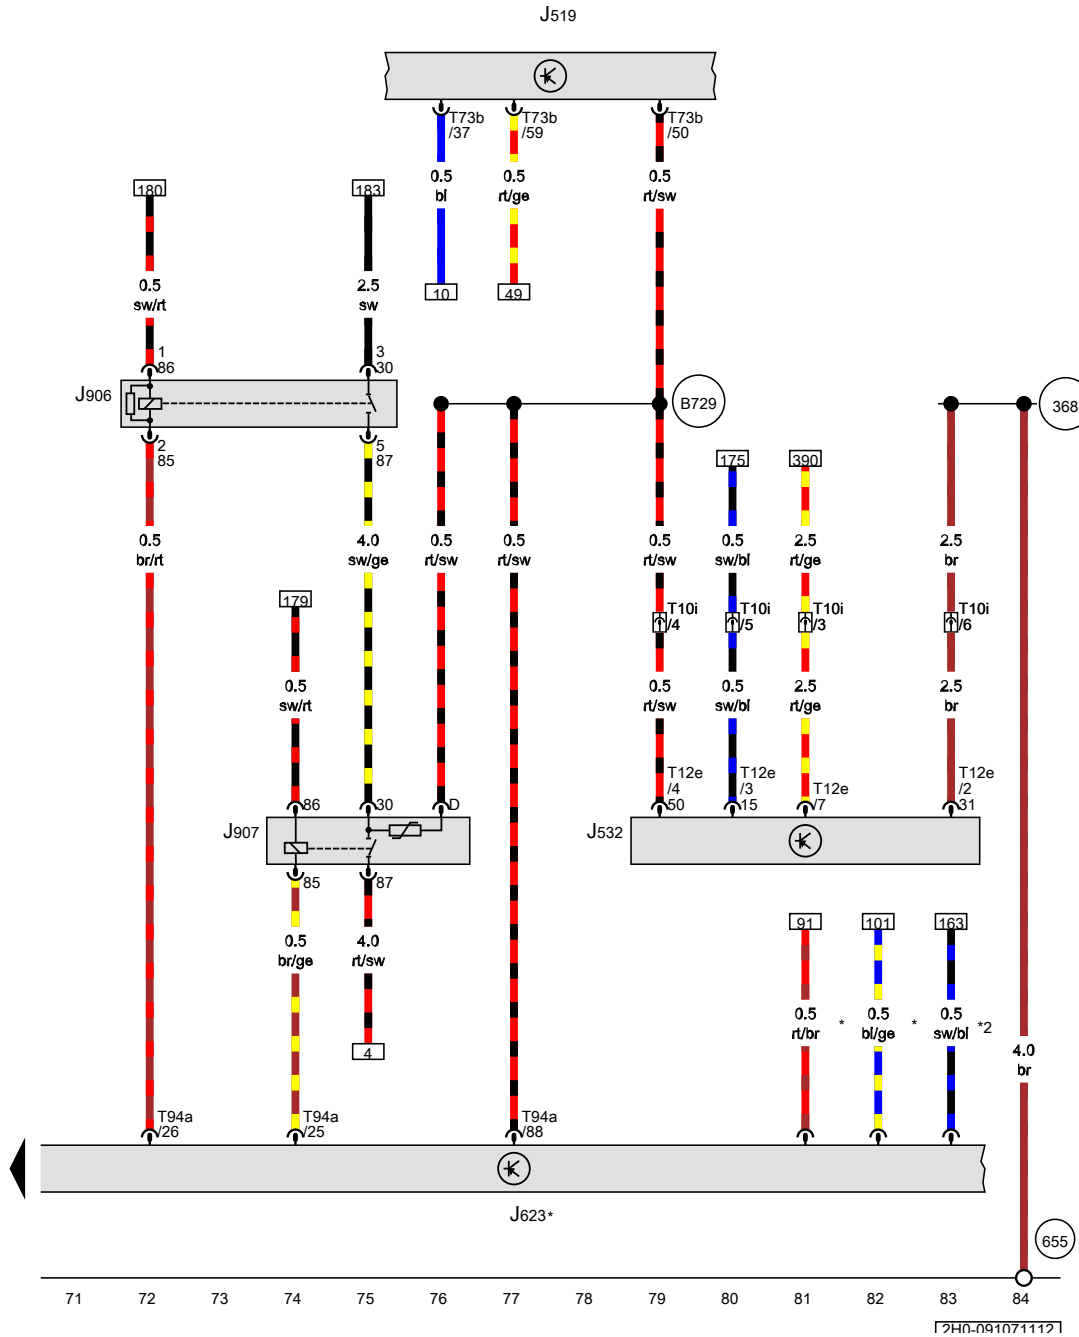 J519
T73b
/37
T73b
/59
T73b
/50
0.5
bl
0.5
rt/ge
0.5
rt/sw
180
183
0.5
sw/rt
2.5
sw
10
49
1
86
3
30
J906
B729
368
2
85
5
87
175
390
0.5
br/rt
4.0
sw/ge
0.5
rt/sw
0.5
rt/sw
0.5
rt/sw
0.5
sw/bl
2.5
rt/ge
2.5
br
179
T10i
/4
T10i
/5
T10i
/3
T10i
/6
0.5
sw/rt
0.5
rt/sw
0.5
sw/bl
2.5
rt/ge
2.5
br
T12e
/4
50
T12e
/3
15
T12e
/7
T12e
/2
31
86
30
D
J907
J532
85
87
91
101
163
0.5
br/ge
4.0
rt/sw
0.5
rt/br
*
0.5
bl/ge
*
0.5
sw/bl
*2
4
4.0
br
T94a
/26
T94a
/25
T94a
/88
J623*
655
71 72 73 74 75 76 77 78 79 80 81 82 83 84
2H0-091071112